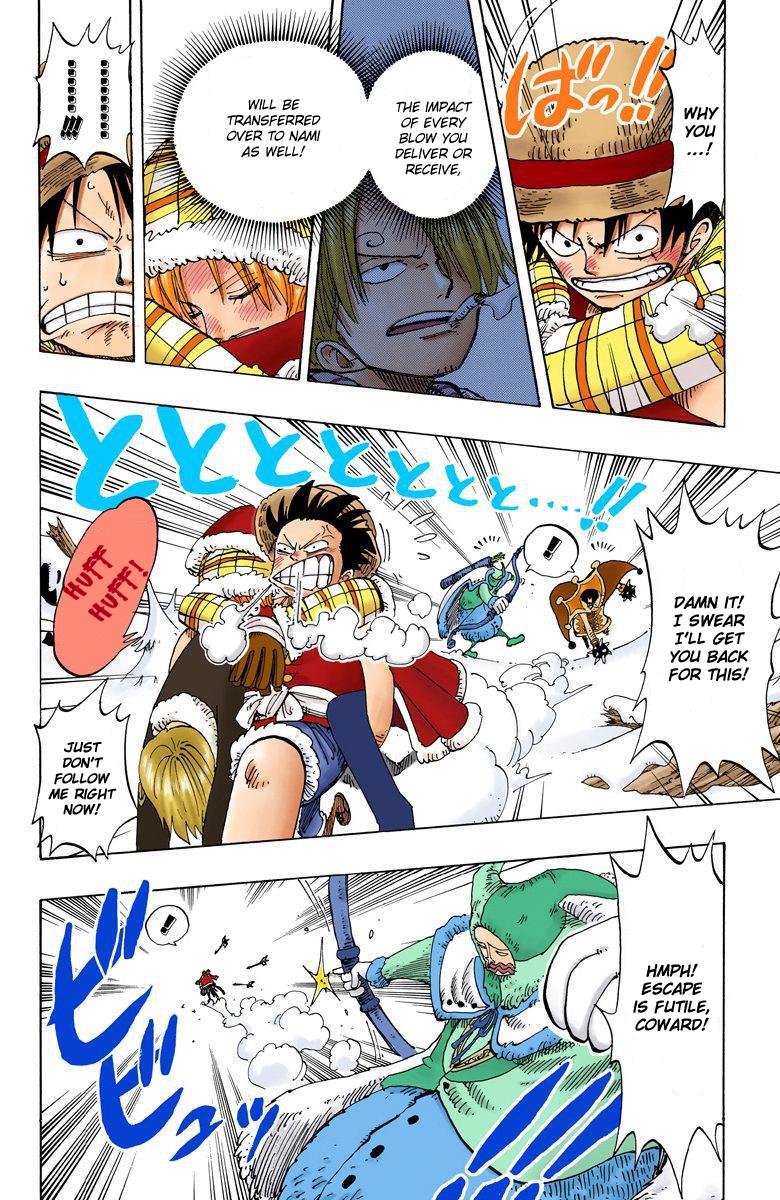 ばっ!!
WHY
YOU
...!
THE IMPACT
OF EVERY
BLOW YOU
DELIVER OR
RECEIVE,
WILL BE
TRANSFERRED
OVER TO NAMI
AS WELL!
!!!
とととととととと....!!
!
DAMN IT!
I SWEAR
I'LL GET
YOU BACK
FOR THIS!
HUFF
HUFF!
JUST
DON'T
FOLLOW
ME RIGHT
NOW!
HMPH!
ESCAPE
IS FUTILE,
COWARD!
!
ビビュッ
!!!